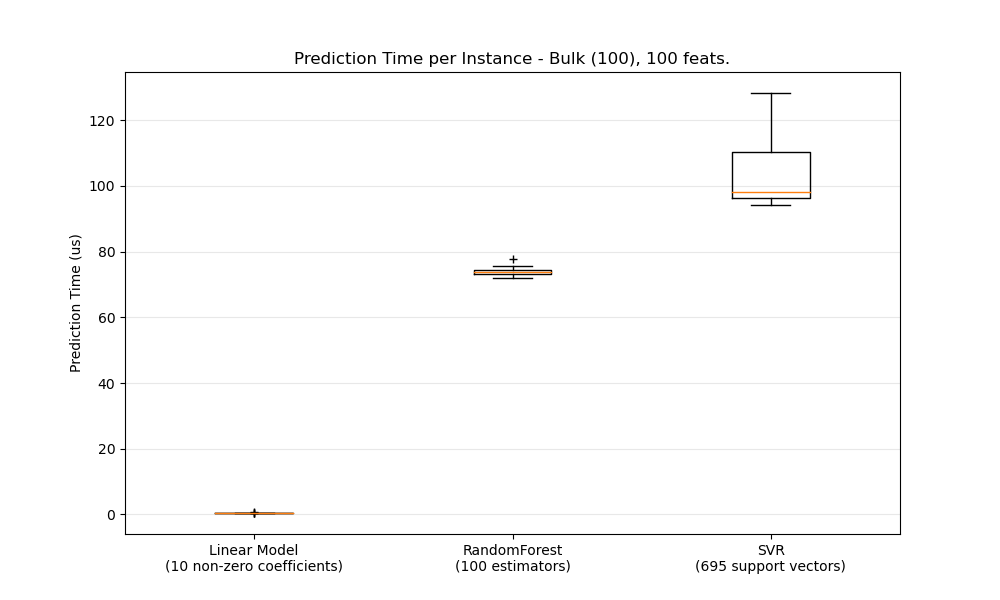 Prediction Time per Instance - Bulk (100), 100 feats.
Prediction Time (us)
120
100
80
60
40
20
0
Linear Model
(10 non-zero coefficients)
RandomForest
(100 estimators)
SVR
(695 support vectors)